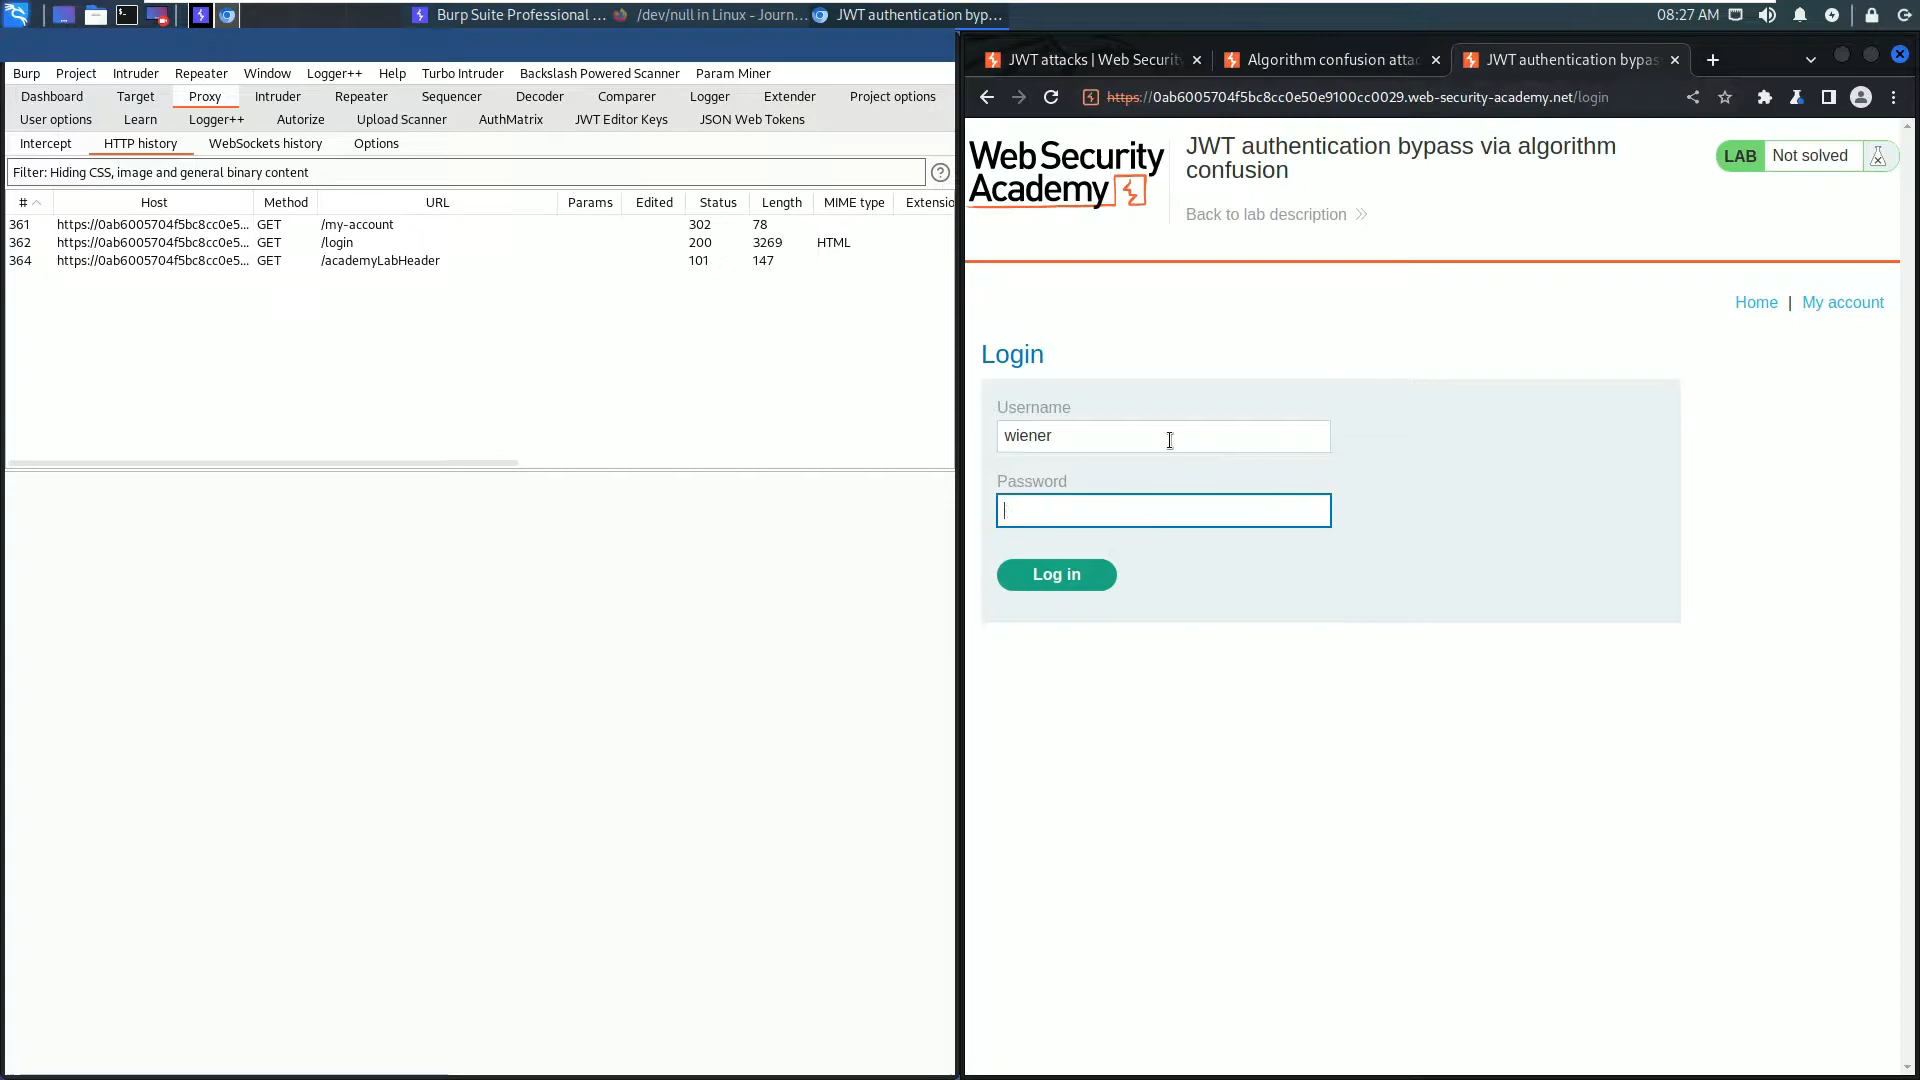 Burp Suite Professional ...
/dev/null in Linux - Journ...
JWT authentication byp...
08:27 AM
Burp Project Intruder Repeater Window Logger++ Help Turbo Intruder Backslash Powered Scanner Param Miner
Dashboard Target Proxy Intruder Repeater Sequencer Decoder Comparer Logger Extender Project options
User options Learn Logger++ Autorize Upload Scanner AuthMatrix JWT Editor Keys JSON Web Tokens
Intercept HTTP history WebSockets history Options
Filter: Hiding CSS, image and general binary content
# Host Method URL Params Edited Status Length MIME type Extensio
361 https://0ab6005704f5bc8cc0e5... GET /my-account 302 78
362 https://0ab6005704f5bc8cc0e5... GET /login 200 3269 HTML
364 https://0ab6005704f5bc8cc0e5... GET /academyLabHeader 101 147
JWT attacks | Web Securit
Algorithm confusion attac
JWT authentication bypas
https://0ab6005704f5bc8cc0e50e9100cc0029.web-security-academy.net/login
Web Security
Academy
JWT authentication bypass via algorithm
confusion
Back to lab description
LAB Not solved
Home | My account
Login
Username
wiener
Password
Log in